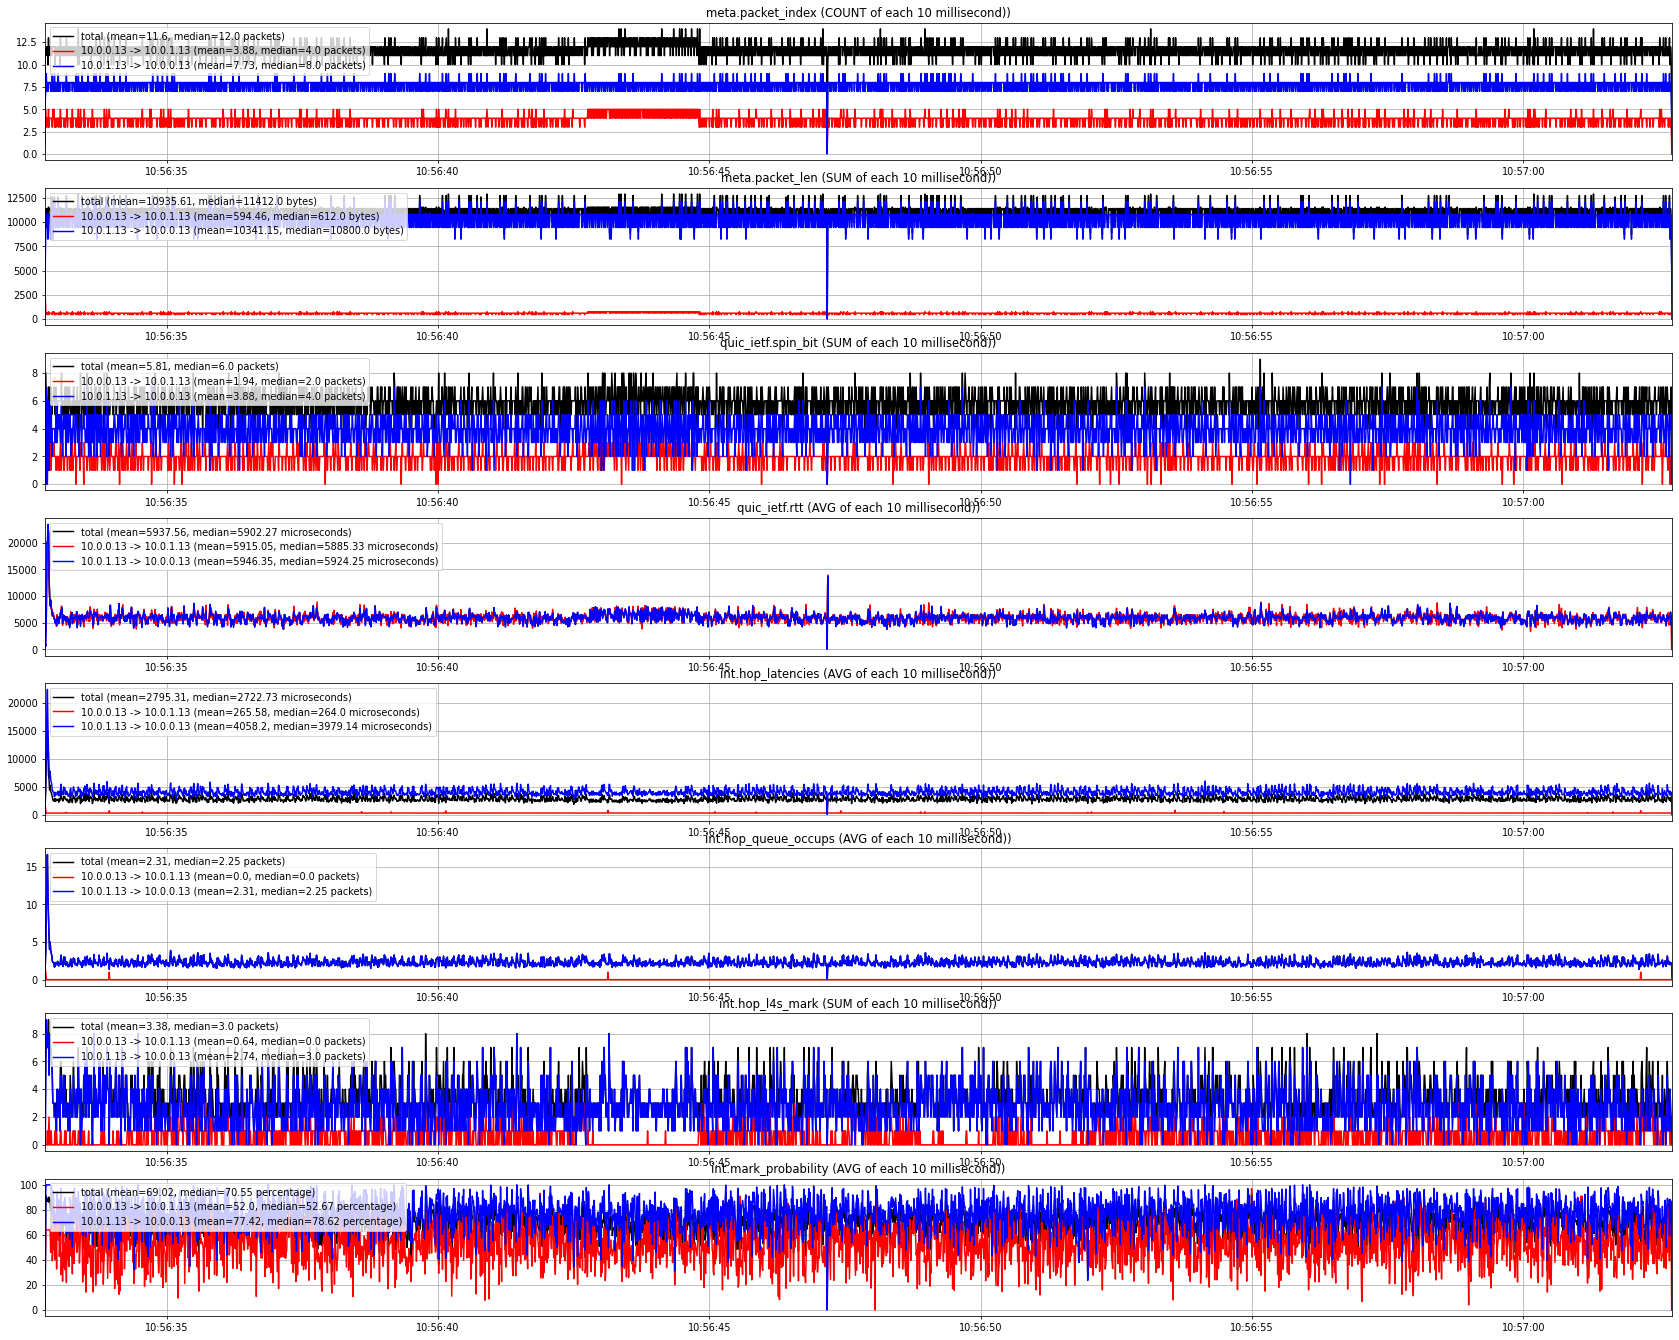 meta.packet_index (COUNT of each 10 millisecond))
total (mean=11.6, median=12.0 packets)
10.0.0.13 -> 10.0.1.13 (mean=3.88, median=4.0 packets)
10.0.1.13 -> 10.0.0.13 (mean=7.73, median=8.0 packets)
12.5
10.0
7.5
5.0
2.5
0.0
10:56:35 10:56:40 10:56:45 10:56:50 10:56:55 10:57:00
meta.packet_len (SUM of each 10 millisecond))
total (mean=10935.61, median=11412.0 bytes)
10.0.0.13 -> 10.0.1.13 (mean=594.46, median=612.0 bytes)
10.0.1.13 -> 10.0.0.13 (mean=10341.15, median=10800.0 bytes)
12500
10000
7500
5000
2500
0
10:56:35 10:56:40 10:56:45 10:56:50 10:56:55 10:57:00
quic_ietf.spin_bit (SUM of each 10 millisecond))
total (mean=5.81, median=6.0 packets)
10.0.0.13 -> 10.0.1.13 (mean=1.94, median=2.0 packets)
10.0.1.13 -> 10.0.0.13 (mean=3.88, median=4.0 packets)
8
6
4
2
0
10:56:35 10:56:40 10:56:45 10:56:50 10:56:55 10:57:00
quic_ietf.rtt (AVG of each 10 millisecond))
total (mean=5937.56, median=5902.27 microseconds)
10.0.0.13 -> 10.0.1.13 (mean=5915.05, median=5885.33 microseconds)
10.0.1.13 -> 10.0.0.13 (mean=5946.35, median=5924.25 microseconds)
20000
15000
10000
5000
0
10:56:35 10:56:40 10:56:45 10:56:50 10:56:55 10:57:00
int.hop_latencies (AVG of each 10 millisecond))
total (mean=2795.31, median=2722.73 microseconds)
10.0.0.13 -> 10.0.1.13 (mean=265.58, median=264.0 microseconds)
10.0.1.13 -> 10.0.0.13 (mean=4058.2, median=3979.14 microseconds)
20000
15000
10000
5000
0
10:56:35 10:56:40 10:56:45 10:56:50 10:56:55 10:57:00
int.hop_queue_occups (AVG of each 10 millisecond))
total (mean=2.31, median=2.25 packets)
10.0.0.13 -> 10.0.1.13 (mean=0.0, median=0.0 packets)
10.0.1.13 -> 10.0.0.13 (mean=2.31, median=2.25 packets)
15
10
5
0
10:56:35 10:56:40 10:56:45 10:56:50 10:56:55 10:57:00
int.hop_l4s_mark (SUM of each 10 millisecond))
total (mean=3.38, median=3.0 packets)
10.0.0.13 -> 10.0.1.13 (mean=0.64, median=0.0 packets)
10.0.1.13 -> 10.0.0.13 (mean=2.74, median=3.0 packets)
8
6
4
2
0
10:56:35 10:56:40 10:56:45 10:56:50 10:56:55 10:57:00
int.mark_probability (AVG of each 10 millisecond))
total (mean=69.02, median=70.55 percentage)
10.0.0.13 -> 10.0.1.13 (mean=52.0, median=52.67 percentage)
10.0.1.13 -> 10.0.0.13 (mean=77.42, median=78.62 percentage)
100
80
60
40
20
0
10:56:35 10:56:40 10:56:45 10:56:50 10:56:55 10:57:00